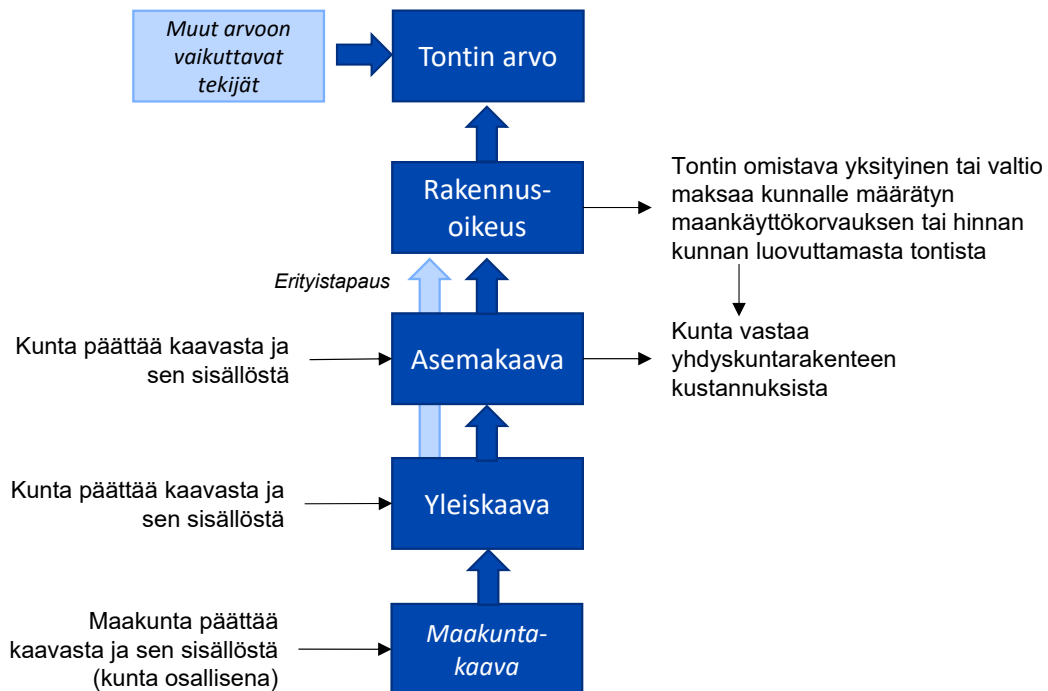 Muut arvoon
vaikuttavat
tekijät
Tontin arvo
Rakennus-
oikeus
Tontin omistava yksityinen tai valtio
maksaa kunnalle määrätyn
maankäyttökorvauksen tai hinnan
kunnan luovuttamasta tontista
Erityistapaus
Kunta päättää kaavasta ja
sen sisällöstä
Asemakaava
Kunta vastaa
yhdyskuntarakenteen
kustannuksista
Kunta päättää kaavasta ja
sen sisällöstä
Yleiskaava
Maakunta päättää
kaavasta ja sen sisällöstä
(kunta osallisena)
Maakunta-
kaava